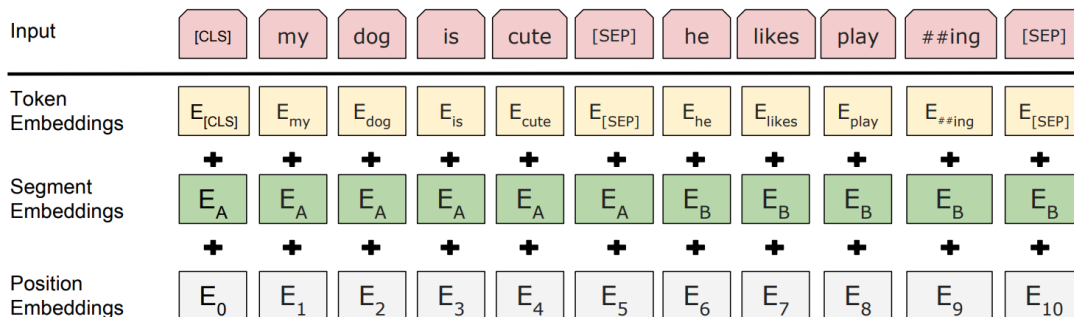 Input [CLS] my dog is cute [SEP] he likes play ##ing [SEP]
Token
Embeddings E[CLS] Emy Edog Eis Ecute E[SEP] Ehe Elikes Eplay E##ing E[SEP]
+ + + + + + + + + + +
Segment
Embeddings EA EA EA EA EA EA EB EB EB EB EB
+ + + + + + + + + + +
Position
Embeddings E0 E1 E2 E3 E4 E5 E6 E7 E8 E9 E10